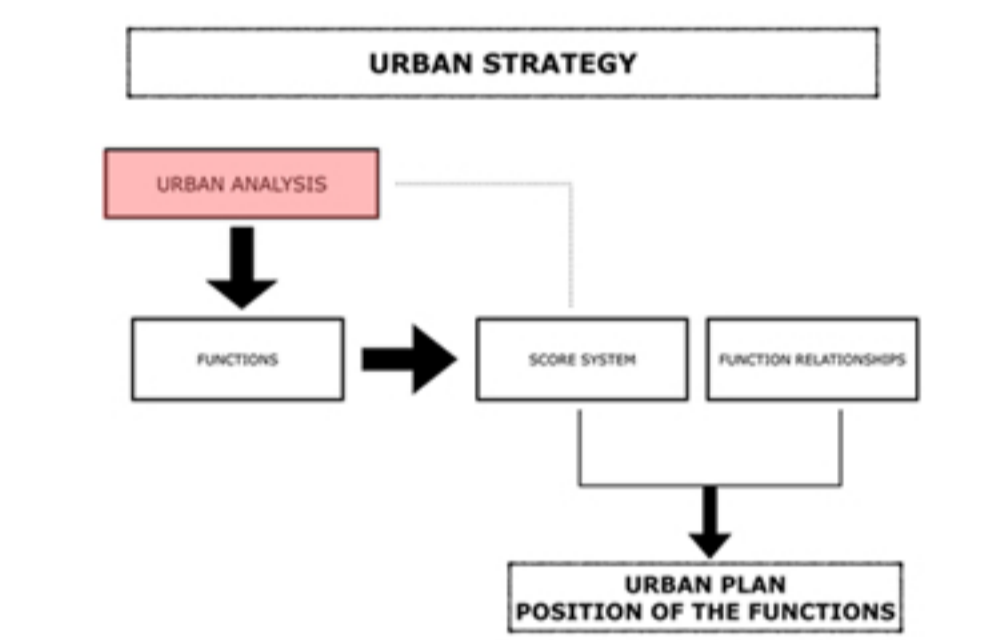 URBAN STRATEGY
URBAN ANALYSIS
FUNCTIONS
SCORE SYSTEM
FUNCTION RELATIONSHIPS
URBAN PLAN
POSITION OF THE FUNCTIONS